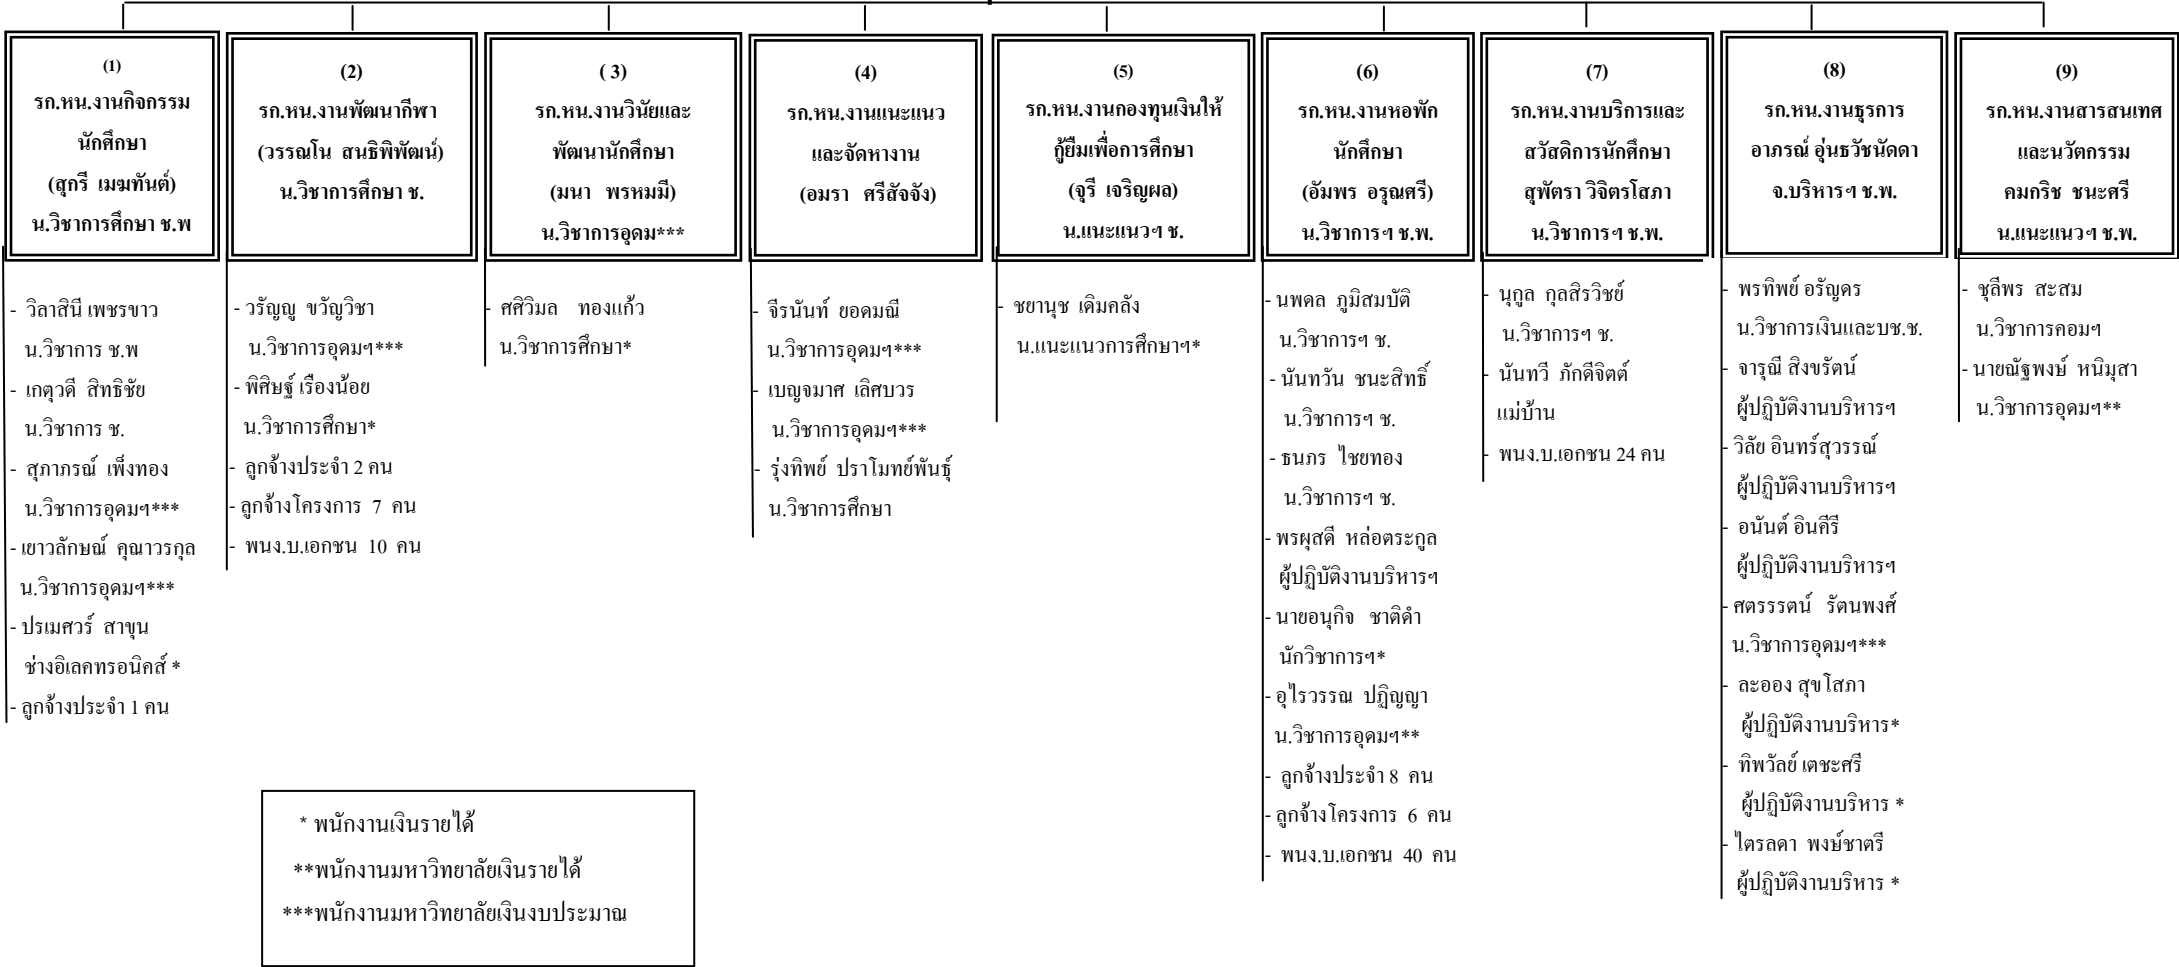 (1)
รก.หน.งานกิจกรรม
นักศึกษา
(สุกรี เมฆทันต์)
น.วิชาการศึกษา ช.พ
- วิลาสินี เพชรขาว
น.วิชาการ ช.พ
- เกตุวดี สิทธิชัย
น.วิชาการ ช.
- สุภาภรณ์ เพ็งทอง
น.วิชาการอุดมฯ***
- เยาวลักษณ์ คุณาวรกุล
น.วิชาการอุดมฯ***
- ปรเมศวร์ สาขุน
ช่างอิเลคทรอนิคส์ *
- ลูกจ้างประจำ 1 คน
(2)
รก.หน.งานพัฒนากีฬา
(วรรณโน สนธิพิพัฒน์)
น.วิชาการศึกษา ช.
- วรัญญู ขวัญวิชา
น.วิชาการอุดมฯ***
- พิศิษฐ์ เรืองน้อย
น.วิชาการศึกษา*
- ลูกจ้างประจำ 2 คน
- ลูกจ้างโครงการ 7 คน
- พนง.บ.เอกชน 10 คน
( 3)
รก.หน.งานวินัยและ
พัฒนานักศึกษา
(มนา พรหมมี)
น.วิชาการอุดม***
- ศศิวิมล ทองแก้ว
น.วิชาการศึกษา*
(4)
รก.หน.งานแนะแนว
และจัดหางาน
(อมรา ศรีสัจจัง)
- จีรนันท์ ยอดมณี
น.วิชาการอุดมฯ***
- เบญจมาศ เลิศบวร
น.วิชาการอุดมฯ***
- รุ่งทิพย์ ปราโมทย์พันธุ์
น.วิชาการศึกษา
(5)
รก.หน.งานกองทุนเงินให้
กู้ยืมเพื่อการศึกษา
(จุรี เจริญผล)
น.แนะแนวฯ ช.
- ชยานุช เดิมคลัง
น.แนะแนวการศึกษาฯ*
(6)
รก.หน.งานหอพัก
นักศึกษา
(อัมพร อรุณศรี)
น.วิชาการฯ ช.พ.
- นพดล ภูมิสมบัติ
น.วิชาการฯ ช.
- นันทวัน ชนะสิทธิ์
น.วิชาการฯ ช.
- ธนภร ไชยทอง
น.วิชาการฯ ช.
- พรผุสดี หล่อตระกูล
ผู้ปฏิบัติงานบริหารฯ
- นายอนุกิจ ชาติดำ
นักวิชาการฯ*
- อุไรวรรณ ปฏิญญา
น.วิชาการอุดมฯ**
- ลูกจ้างประจำ 8 คน
- ลูกจ้างโครงการ 6 คน
- พนง.บ.เอกชน 40 คน
(7)
รก.หน.งานบริการและ
สวัสดิการนักศึกษา
สุพัตรา วิจิตรโสภา
น.วิชาการฯ ช.พ.
- นุกูล กุลสิรวิชย์
น.วิชาการฯ ช.
- นันทวี ภักดีจิตต์
แม่บ้าน
- พนง.บ.เอกชน 24 คน
(8)
รก.หน.งานธุรการ
อาภรณ์ อุ่นธวัชนัดดา
จ.บริหารฯ ช.พ.
- พรทิพย์ อรัญดร
น.วิชาการเงินและบช.ช.
- จารุณี สิงขรัตน์
ผู้ปฏิบัติงานบริหารฯ
- วิลัย อินทร์สุวรรณ์
ผู้ปฏิบัติงานบริหารฯ
- อนันต์ อินคีรี
ผู้ปฏิบัติงานบริหารฯ
- ศตรรรตน์ รัตนพงศ์
น.วิชาการอุดมฯ***
- ละออง สุขโสภา
ผู้ปฏิบัติงานบริหาร*
- ทิพวัลย์ เตชะศรี
ผู้ปฏิบัติงานบริหาร *
- ไตรลดา พงษ์ชาตรี
ผู้ปฏิบัติงานบริหาร *
(9)
รก.หน.งานสารสนเทศ
และนวัตกรรม
คมกริช ชนะศรี
น.แนะแนวฯ ช.พ.
- ชุลีพร สะสม
น.วิชาการคอมฯ
- นายณัฐพงษ์ หนิมุสา
น.วิชาการอุดมฯ**
* พนักงานเงินรายได้
**พนักงานมหาวิทยาลัยเงินรายได้
***พนักงานมหาวิทยาลัยเงินงบประมาณ